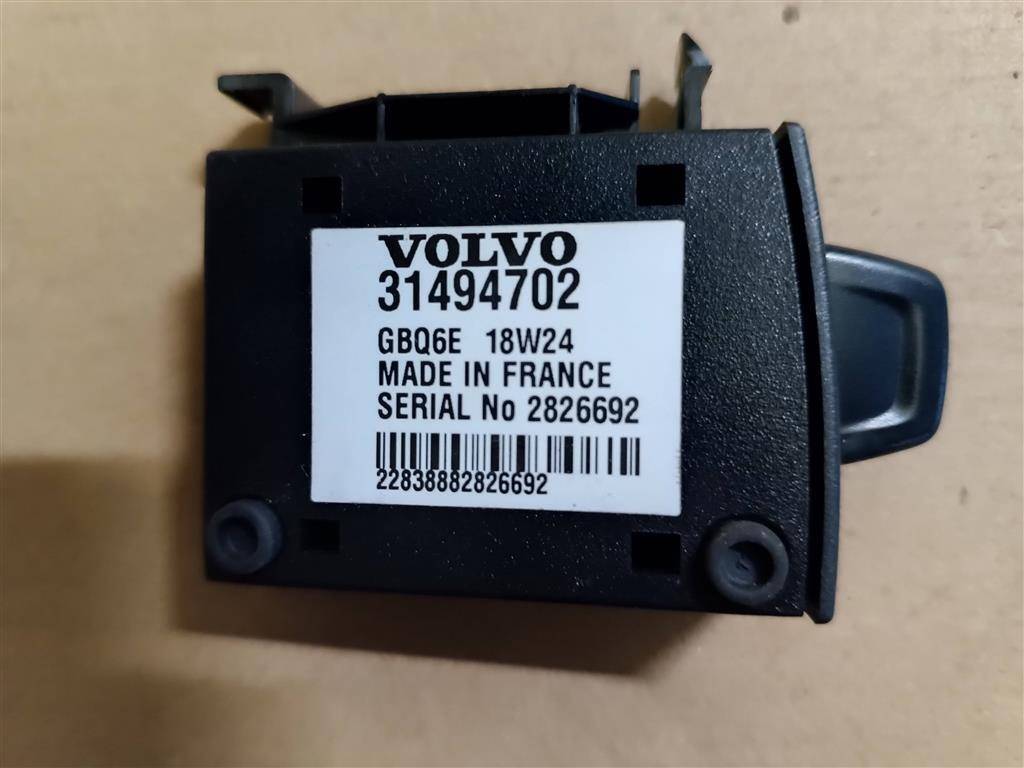 VOLVO
31494702
GBQ6E 18W24
MADE IN FRANCE
SERIAL No 2826692
22838882826692